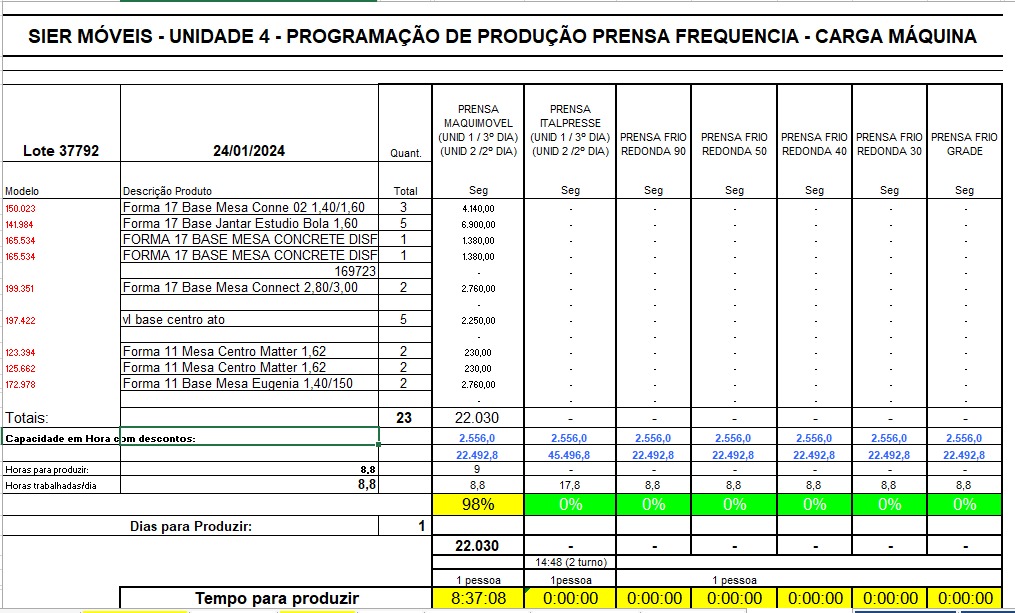 SIER MÓVEIS - UNIDADE 4 - PROGRAMAÇÃO DE PRODUÇÃO PRENSA FREQUENCIA - CARGA MÁQUINA
Lote 37792 24/01/2024 Quant. PRENSA MAQUIMOVEL (UNID 1 / 3º DIA) (UNID 2 /2º DIA) PRENSA ITALPRESSE (UNID 1 / 3º DIA) (UNID 2 /2º DIA) PRENSA FRIO REDONDA 90 PRENSA FRIO REDONDA 50 PRENSA FRIO REDONDA 40 PRENSA FRIO REDONDA 30 PRENSA FRIO GRADE
Modelo Descrição Produto Total Seg Seg Seg Seg Seg Seg Seg
150.023 Forma 17 Base Mesa Conne 02 1,40/1,60 3 4.140,00 - - - - - -
141.984 Forma 17 Base Jantar Estudio Bola 1,60 5 6.900,00 - - - - - -
165.534 FORMA 17 BASE MESA CONCRETE DISF 1 1.380,00 - - - - - -
165.534 FORMA 17 BASE MESA CONCRETE DISF 1 1.380,00 - - - - - -
169723 - - - - - - -
199.351 Forma 17 Base Mesa Connect 2,80/3,00 2 2.760,00 - - - - - -
- - - - - - -
197.422 vl base centro ato 5 2.250,00 - - - - - -
- - - - - - -
123.394 Forma 11 Mesa Centro Matter 1,62 2 230,00 - - - - - -
125.662 Forma 11 Mesa Centro Matter 1,62 2 230,00 - - - - - -
172.978 Forma 11 Base Mesa Eugenia 1,40/150 2 2.760,00 - - - - - -
- - - - - - -
Totais: 23 22.030 - - - - - -
Capacidade em Hora com descontos: 2.556,0 2.556,0 2.556,0 2.556,0 2.556,0 2.556,0 2.556,0
22.492,8 45.496,8 22.492,8 22.492,8 22.492,8 22.492,8 22.492,8
Horas para produzir: 8,8 9 - - - - - -
Horas trabalhadas/dia 8,8 8,8 17,8 8,8 8,8 8,8 8,8 8,8
98% 0% 0% 0% 0% 0% 0%
Dias para Produzir: 1
22.030 - - - - - -
14:48 (2 turno)
1 pessoa 1pessoa 1 pessoa
Tempo para produzir 8:37:08 0:00:00 0:00:00 0:00:00 0:00:00 0:00:00 0:00:00